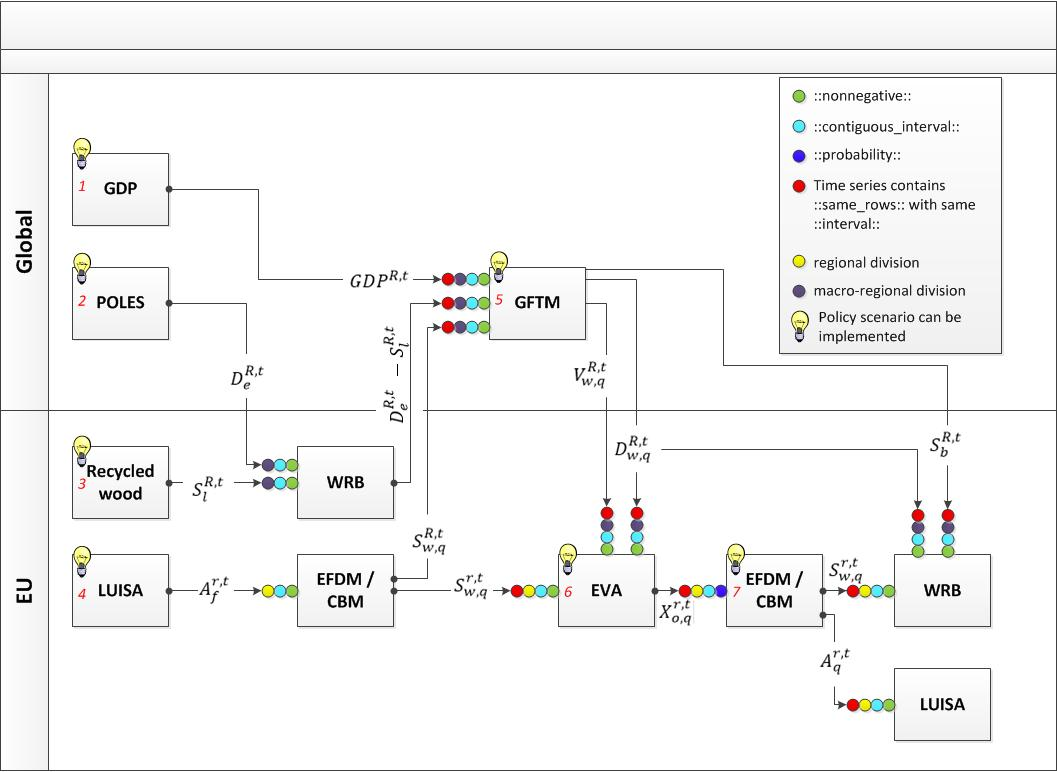 ::nonnegative::
::contiguous_interval::
::probability::
Time series contains
::same_rows:: with same
::interval::
regional division
macro-regional division
Policy scenario can be
implemented
Global
1 GDP
GDP^{R,t}
2 POLES
5 GFTM
D_e^{R,t}
D_e^{R,t} − S_l^{R,t}
V_{w,q}^{R,t}
EU
3 Recycled
wood
S_l^{R,t}
WRB
D_{w,q}^{R,t}
S_b^{R,t}
S_{w,q}^{R,t}
4 LUISA
A_f^{r,t}
EFDM /
CBM
S_{w,q}^{r,t}
6 EVA
X_{o,q}^{r,t}
7 EFDM /
CBM
S_{w,q}^{r,t}
WRB
A_q^{r,t}
LUISA